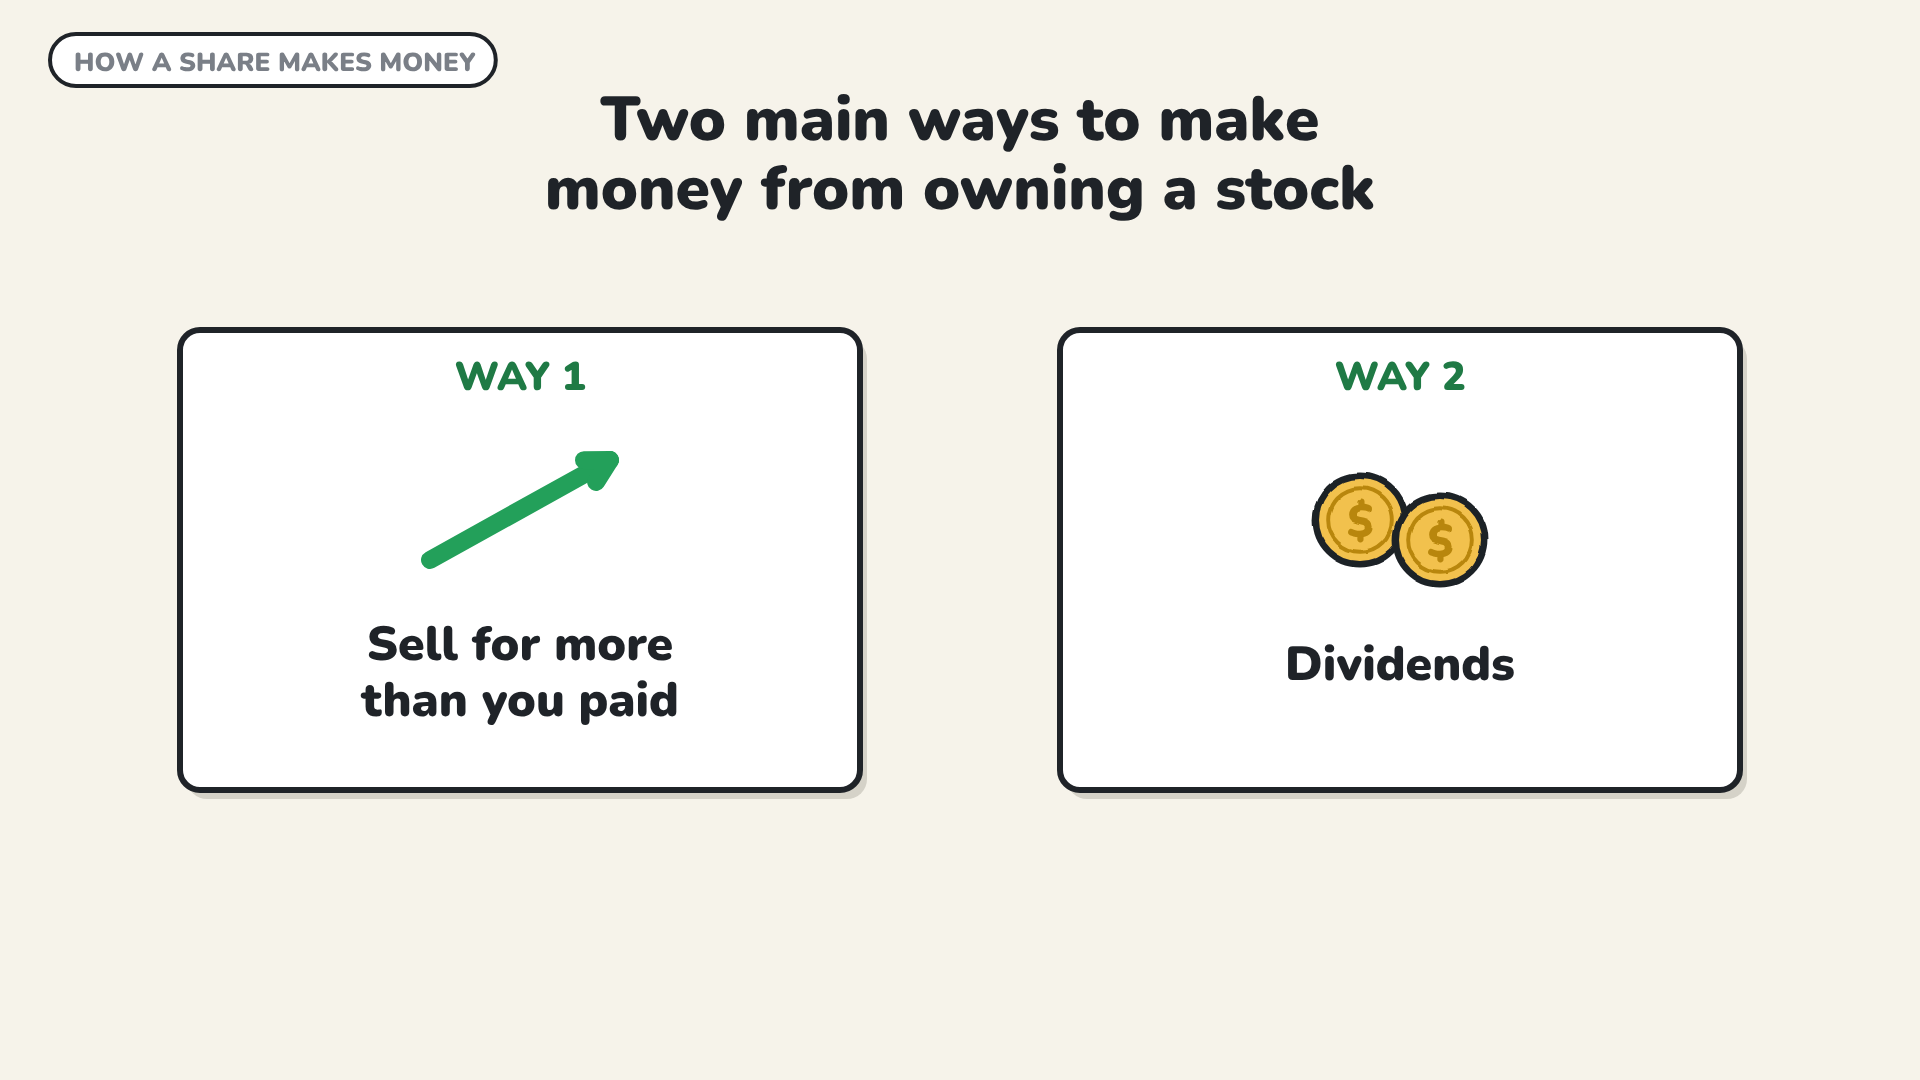 HOW A SHARE MAKES MONEY
Two main ways to make
money from owning a stock
WAY 1
Sell for more
than you paid
WAY 2
$ $
Dividends